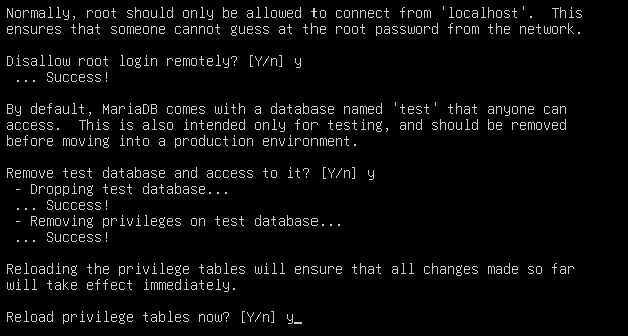 Normally, root should only be allowed to connect from 'localhost'.  This
ensures that someone cannot guess at the root password from the network.

Disallow root login remotely? [Y/n] y
 ... Success!

By default, MariaDB comes with a database named 'test' that anyone can
access.  This is also intended only for testing, and should be removed
before moving into a production environment.

Remove test database and access to it? [Y/n] y
 - Dropping test database...
 ... Success!
 - Removing privileges on test database...
 ... Success!

Reloading the privilege tables will ensure that all changes made so far
will take effect immediately.

Reload privilege tables now? [Y/n] y_